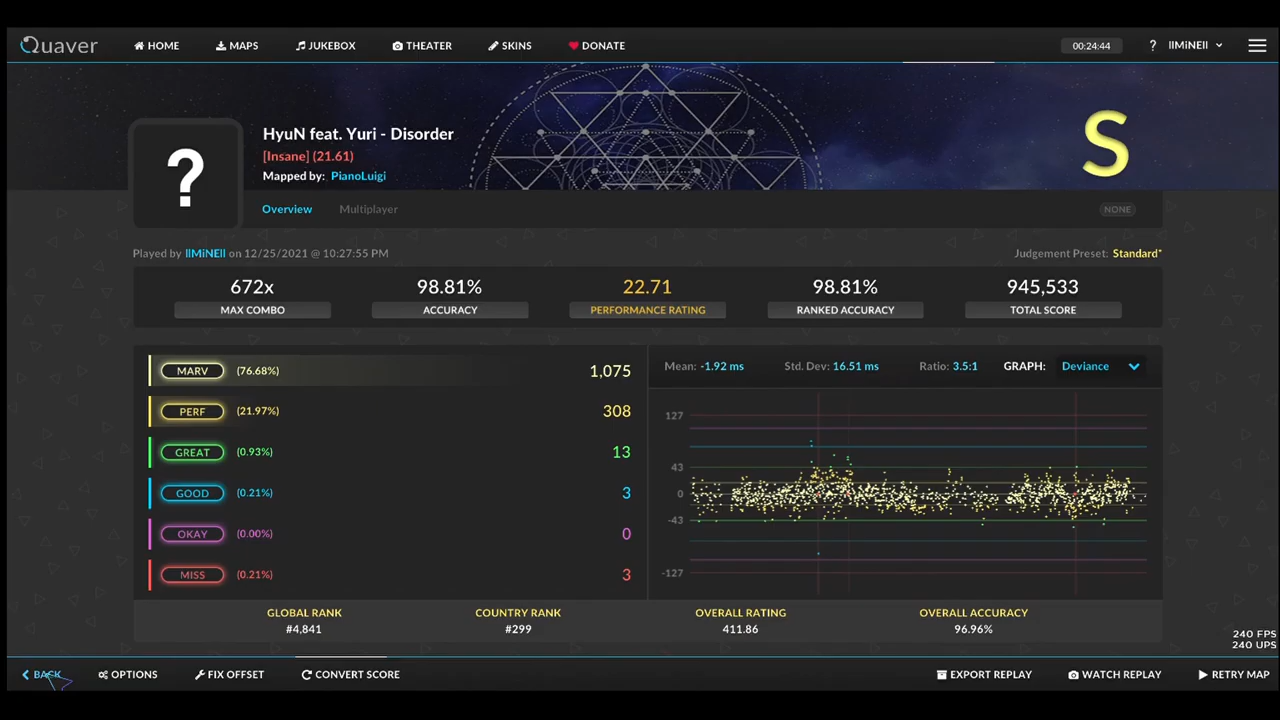 Quaver HOME MAPS JUKEBOX THEATER SKINS DONATE 00:24:44 ? llMiNEll
HyuN feat. Yuri - Disorder
[Insane] (21.61)
Mapped by: PianoLuigi
S
?
Overview Multiplayer NONE
Played by llMiNEll on 12/25/2021 @ 10:27:55 PM Judgement Preset: Standard*
672x 98.81% 22.71 98.81% 945,533
MAX COMBO ACCURACY PERFORMANCE RATING RANKED ACCURACY TOTAL SCORE
MARV (76.68%) 1,075
PERF (21.97%) 308
GREAT (0.93%) 13
GOOD (0.21%) 3
OKAY (0.00%) 0
MISS (0.21%) 3
Mean: -1.92 ms Std. Dev: 16.51 ms Ratio: 3.5:1 GRAPH: Deviance
127
43
0
-43
-127
GLOBAL RANK COUNTRY RANK OVERALL RATING OVERALL ACCURACY
#4,841 #299 411.86 96.96%
240 FPS
240 UPS
BACK OPTIONS FIX OFFSET CONVERT SCORE EXPORT REPLAY WATCH REPLAY RETRY MAP